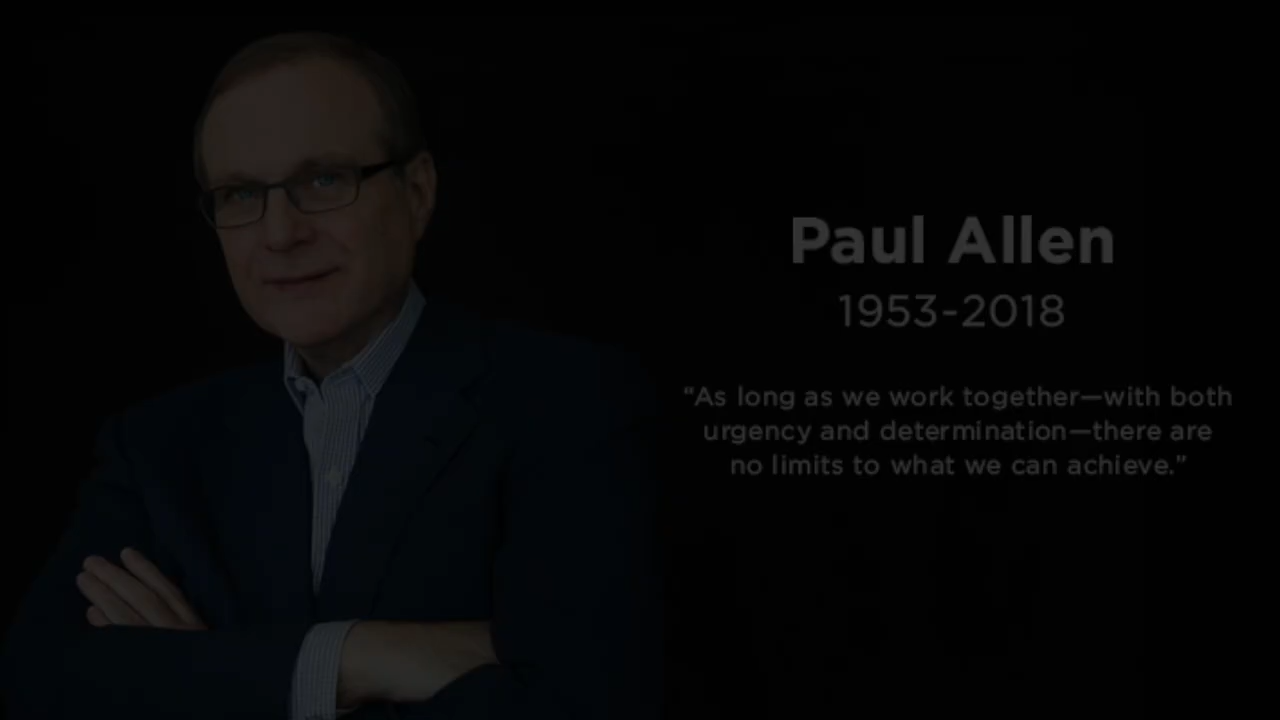 Paul Allen
1953-2018
“As long as we work together—with both
urgency and determination—there are
no limits to what we can achieve.”